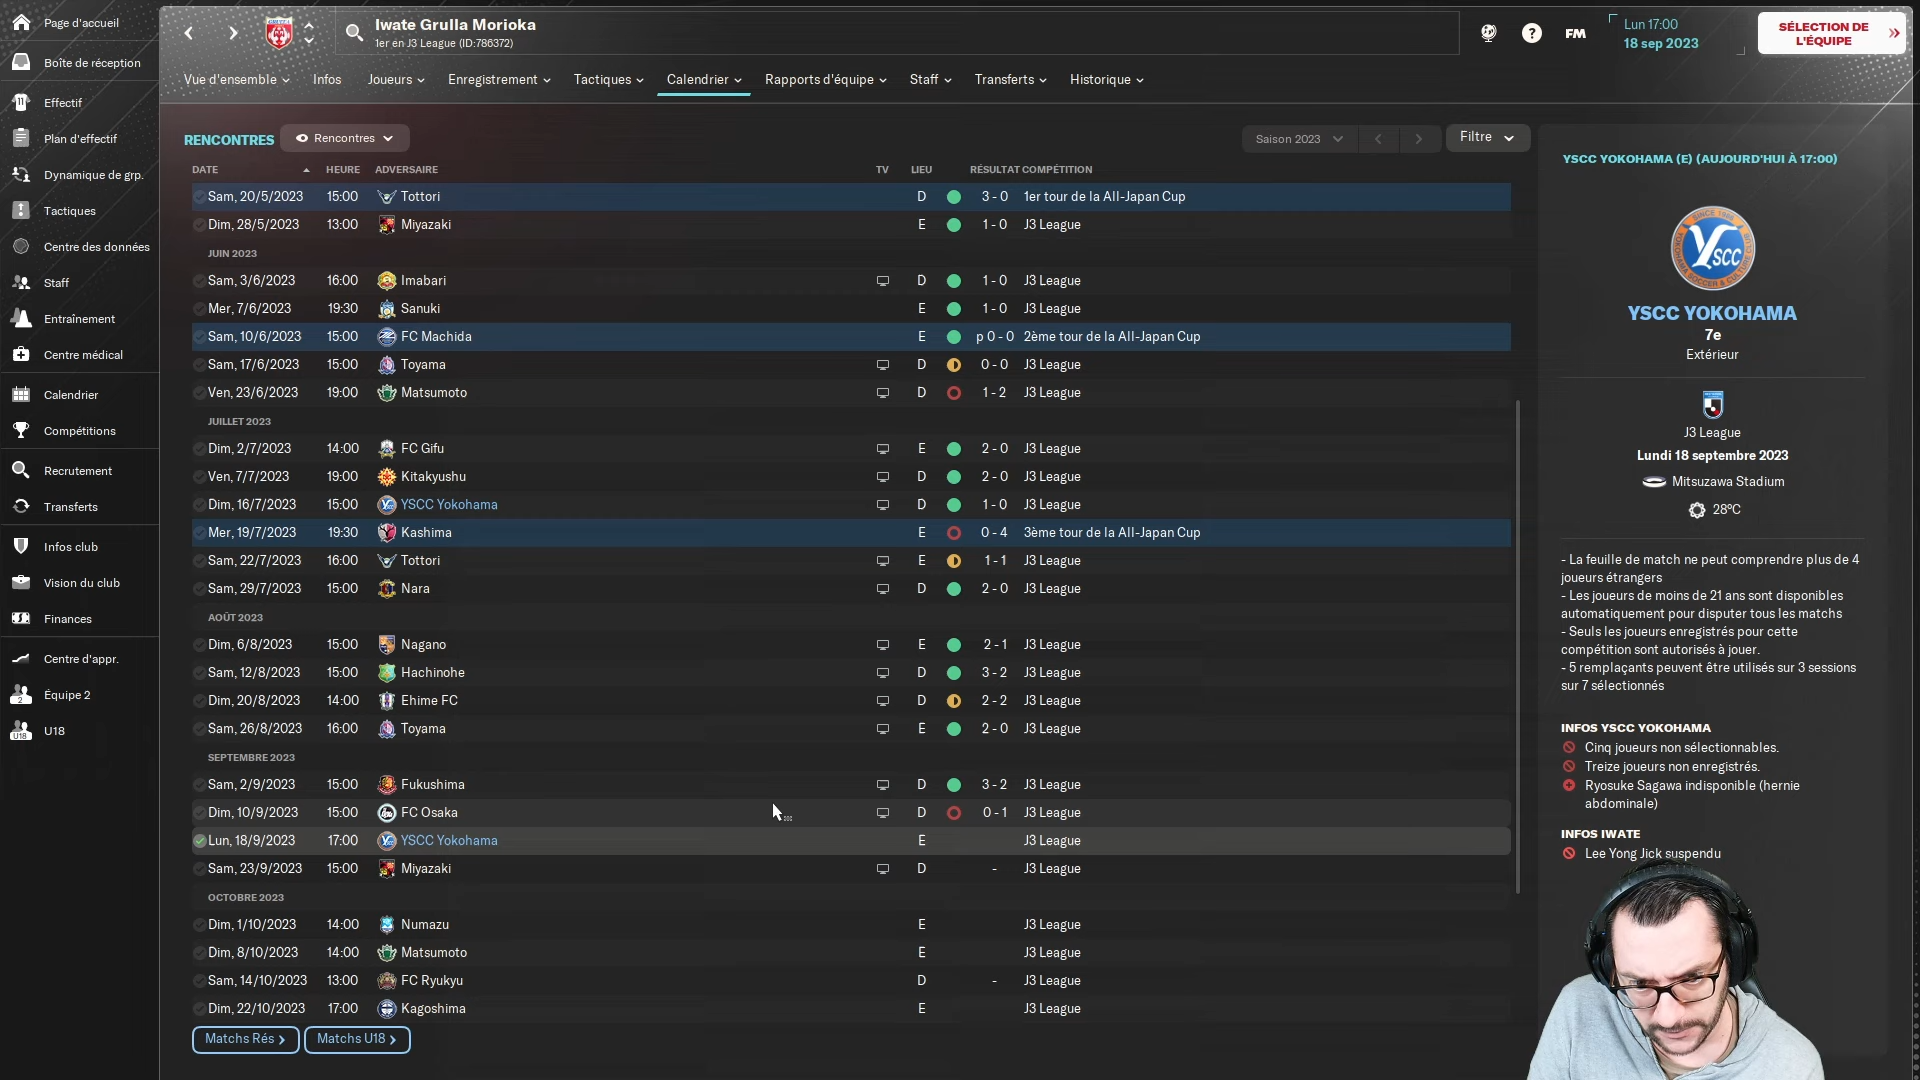 Page d'accueil
Boîte de réception
Effectif
Plan d'effectif
Dynamique de grp.
Tactiques
Centre des données
Staff
Entraînement
Centre médical
Calendrier
Compétitions
Recrutement
Transferts
Infos club
Vision du club
Finances
Centre d'appr.
Équipe 2
U18
Iwate Grulla Morioka
1er en J3 League (ID:786372)
FM
Lun 17:00
18 sep 2023
SÉLECTION DE
L'ÉQUIPE
Vue d'ensemble Infos Joueurs Enregistrement Tactiques Calendrier Rapports d'équipe Staff Transferts Historique
RENCONTRES Rencontres Saison 2023 Filtre
DATE HEURE ADVERSAIRE TV LIEU RÉSULTAT COMPÉTITION
Sam, 20/5/2023 15:00 Tottori D 3 - 0 1er tour de la All-Japan Cup
Dim, 28/5/2023 13:00 Miyazaki E 1 - 0 J3 League
JUIN 2023
Sam, 3/6/2023 16:00 Imabari D 1 - 0 J3 League
Mer, 7/6/2023 19:30 Sanuki E 1 - 0 J3 League
Sam, 10/6/2023 15:00 FC Machida E p 0 - 0 2ème tour de la All-Japan Cup
Sam, 17/6/2023 15:00 Toyama D 0 - 0 J3 League
Ven, 23/6/2023 19:00 Matsumoto D 1 - 2 J3 League
JUILLET 2023
Dim, 2/7/2023 14:00 FC Gifu E 2 - 0 J3 League
Ven, 7/7/2023 19:00 Kitakyushu D 2 - 0 J3 League
Dim, 16/7/2023 15:00 YSCC Yokohama D 1 - 0 J3 League
Mer, 19/7/2023 19:30 Kashima E 0 - 4 3ème tour de la All-Japan Cup
Sam, 22/7/2023 16:00 Tottori E 1 - 1 J3 League
Sam, 29/7/2023 15:00 Nara D 2 - 0 J3 League
AOÛT 2023
Dim, 6/8/2023 15:00 Nagano E 2 - 1 J3 League
Sam, 12/8/2023 15:00 Hachinohe D 3 - 2 J3 League
Dim, 20/8/2023 14:00 Ehime FC D 2 - 2 J3 League
Sam, 26/8/2023 16:00 Toyama E 2 - 0 J3 League
SEPTEMBRE 2023
Sam, 2/9/2023 15:00 Fukushima D 3 - 2 J3 League
Dim, 10/9/2023 15:00 FC Osaka D 0 - 1 J3 League
Lun, 18/9/2023 17:00 YSCC Yokohama E J3 League
Sam, 23/9/2023 15:00 Miyazaki D - J3 League
OCTOBRE 2023
Dim, 1/10/2023 14:00 Numazu E J3 League
Dim, 8/10/2023 14:00 Matsumoto E J3 League
Sam, 14/10/2023 13:00 FC Ryukyu D - J3 League
Dim, 22/10/2023 17:00 Kagoshima E J3 League
Matchs Rés Matchs U18
YSCC YOKOHAMA (E) (AUJOURD'HUI À 17:00)
YSCC
YSCC YOKOHAMA
7e
Extérieur
J3 League
Lundi 18 septembre 2023
Mitsuzawa Stadium
28°C
- La feuille de match ne peut comprendre plus de 4
joueurs étrangers
- Les joueurs de moins de 21 ans sont disponibles
automatiquement pour disputer tous les matchs
- Seuls les joueurs enregistrés pour cette
compétition sont autorisés à jouer.
- 5 remplaçants peuvent être utilisés sur 3 sessions
sur 7 sélectionnés
INFOS YSCC YOKOHAMA
Cinq joueurs non sélectionnables.
Treize joueurs non enregistrés.
Ryosuke Sagawa indisponible (hernie
abdominale)
INFOS IWATE
Lee Yong Jick suspendu